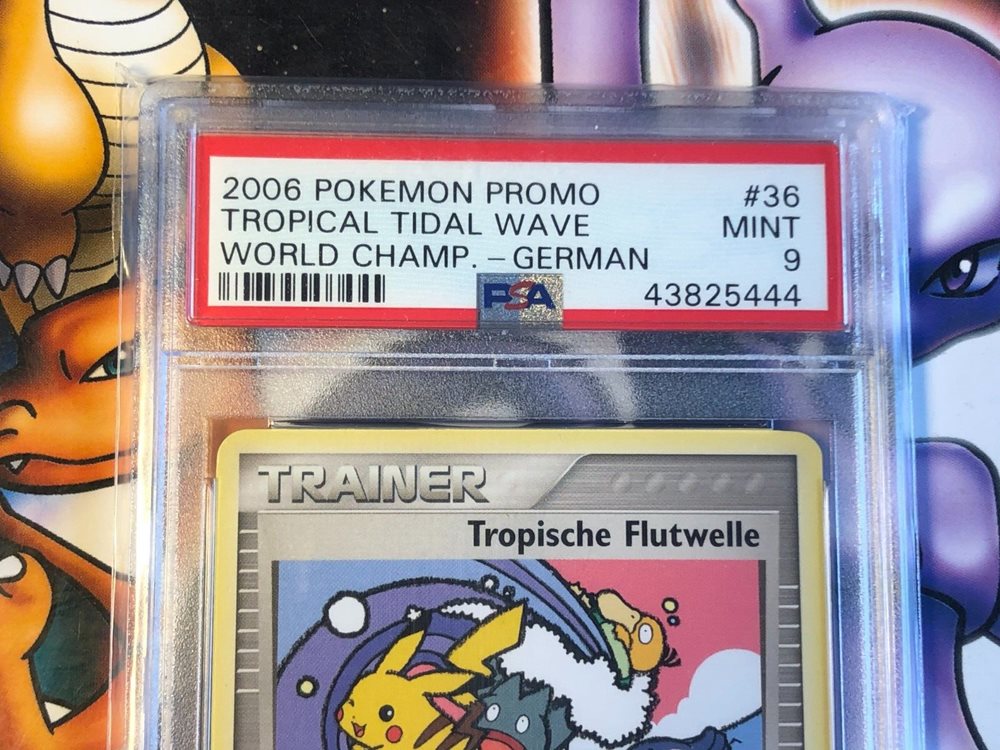 2006 POKEMON PROMO #36
TROPICAL TIDAL WAVE MINT
WORLD CHAMP. – GERMAN 9
PSA 43825444
TRAINER
Tropische Flutwelle